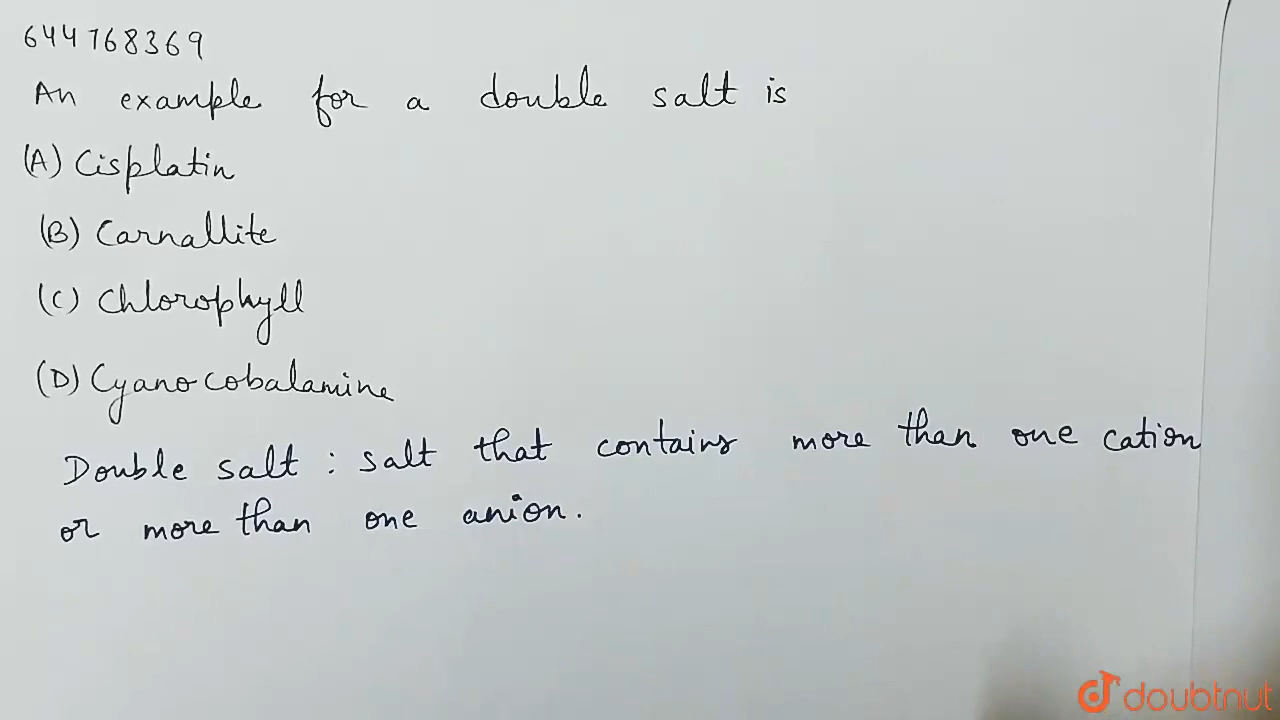 644768369
An example for a double salt is
(A) Cisplatin
(B) Carnallite
(C) Chlorophyll
(D) Cyanocobalamine
Double salt : salt that contains more than one cation
or more than one anion.
doubtnut